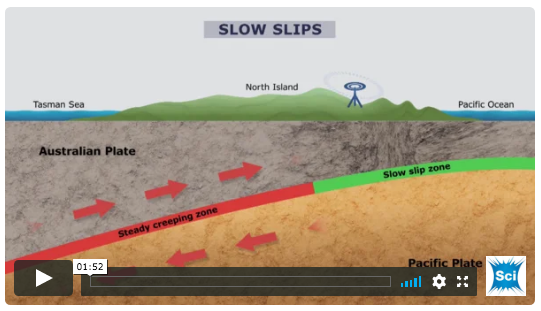 SLOW SLIPS
North Island
Tasman Sea
Pacific Ocean
Australian Plate
Slow slip zone
Steady creeping zone
Pacific Plate
01:52
Sci